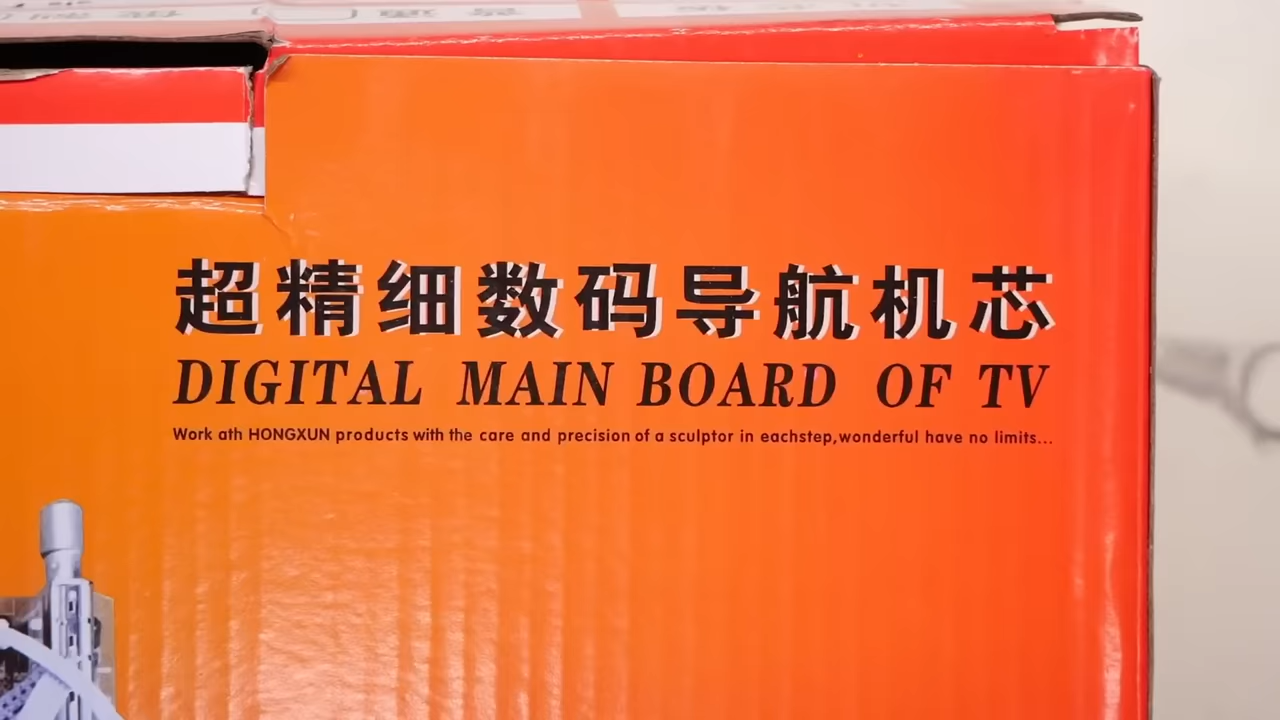 超精细数码导航机芯
DIGITAL MAIN BOARD OF TV
Work ath HONGXUN products with the care and precision of a sculptor in eachstep,wonderful have no limits...